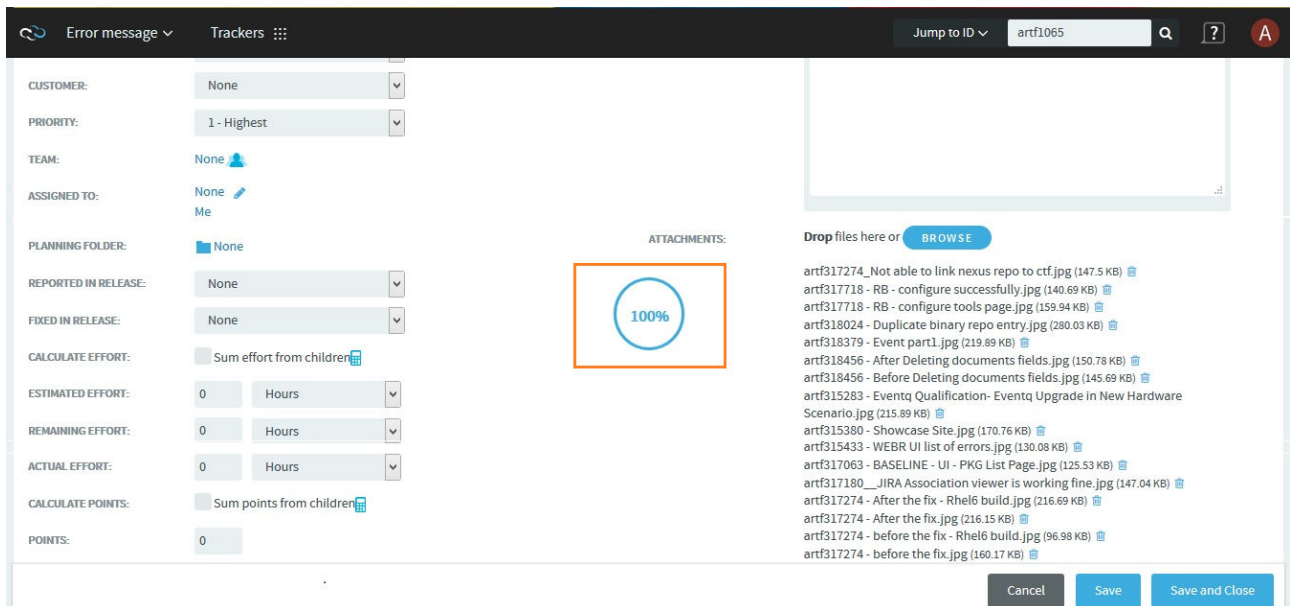 Error message
Trackers
Jump to ID
artf1065
?
A
CUSTOMER:
None
PRIORITY:
1 - Highest
TEAM:
None
ASSIGNED TO:
None
Me
PLANNING FOLDER:
None
REPORTED IN RELEASE:
None
FIXED IN RELEASE:
None
CALCULATE EFFORT:
Sum effort from children
ESTIMATED EFFORT:
0 Hours
REMAINING EFFORT:
0 Hours
ACTUAL EFFORT:
0 Hours
CALCULATE POINTS:
Sum points from children
POINTS:
0
ATTACHMENTS:
100%
Drop files here or BROWSE
artf317274_Not able to link nexus repo to ctf.jpg (147.5 KB)
artf317718 - RB - configure successfully.jpg (140.69 KB)
artf317718 - RB - configure tools page.jpg (159.94 KB)
artf318024 - Duplicate binary repo entry.jpg (280.03 KB)
artf318379 - Event part1.jpg (219.89 KB)
artf318456 - After Deleting documents fields.jpg (150.78 KB)
artf318456 - Before Deleting documents fields.jpg (145.69 KB)
artf315283 - Eventq Qualification- Eventq Upgrade in New Hardware
Scenario.jpg (215.89 KB)
artf315380 - Showcase Site.jpg (170.76 KB)
artf315433 - WEBR UI list of errors.jpg (130.08 KB)
artf317063 - BASELINE - UI - PKG List Page.jpg (125.53 KB)
artf317180__JIRA Association viewer is working fine.jpg (147.04 KB)
artf317274 - After the fix - Rhel6 build.jpg (216.69 KB)
artf317274 - After the fix.jpg (216.15 KB)
artf317274 - before the fix - Rhel6 build.jpg (96.98 KB)
artf317274 - before the fix.jpg (160.17 KB)
Cancel
Save
Save and Close